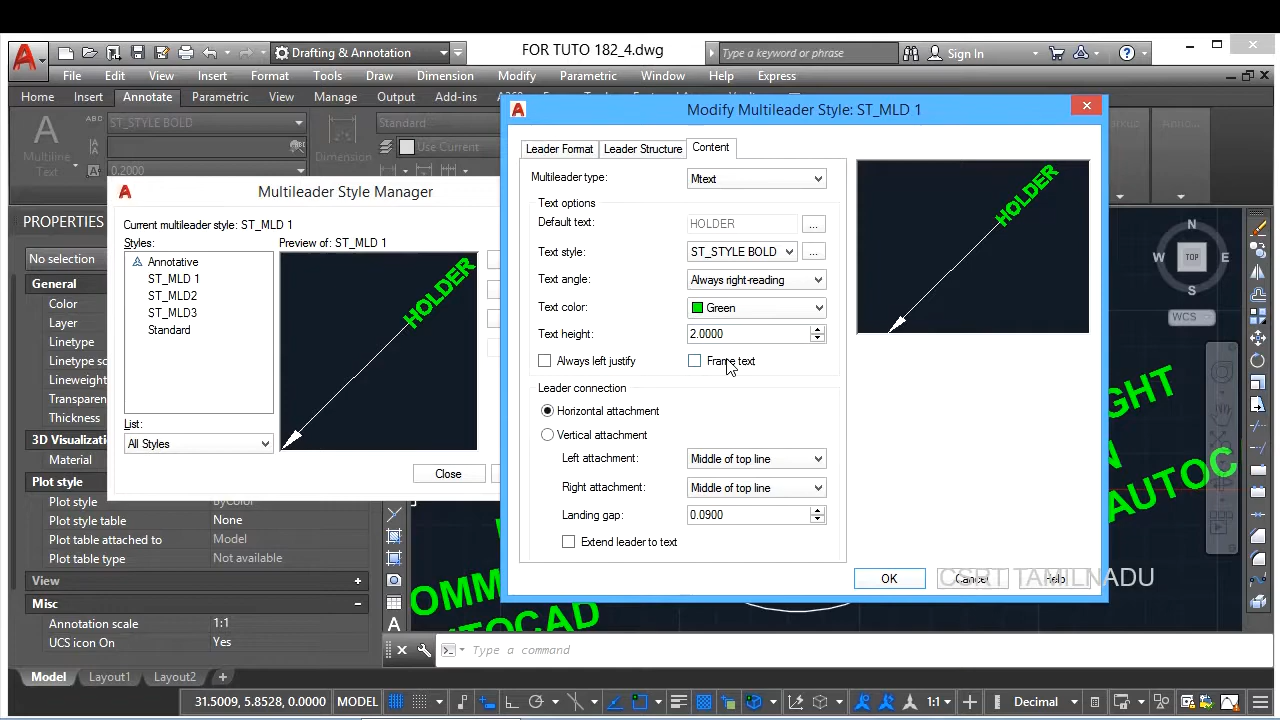 Drafting & Annotation
FOR TUTO 182_4.dwg
Type a keyword or phrase
Sign In
File Edit View Insert Format Tools Draw Dimension Modify Parametric Window Help Express
Home Insert Annotate Parametric View Manage Output Add-ins
Modify Multileader Style: ST_MLD 1
ST_STYLE BOLD
Standard
Multiline
Text
Use Current
Dimension
0.2000
Leader Format
Leader Structure
Content
Multileader type:
Mtext
Text options
Default text:
HOLDER
...
Text style:
ST_STYLE BOLD
...
Text angle:
Always right-reading
Text color:
Green
Text height:
2.0000
Always left justify
Frame text
Leader connection
Horizontal attachment
Vertical attachment
Left attachment:
Middle of top line
Right attachment:
Middle of top line
Landing gap:
0.0900
Extend leader to text
HOLDER
OK
Cancel
Help
CSRT TAMILNADU
Multileader Style Manager
Current multileader style: ST_MLD 1
Styles:
Preview of: ST_MLD 1
Annotative
ST_MLD 1
ST_MLD2
ST_MLD3
Standard
HOLDER
List:
All Styles
Close
PROPERTIES
No selection
General
Color
Layer
Linetype
Linetype sc
Lineweight
Transparen
Thickness
3D Visualiza
Material
Plot style
Plot style
ByColor
Plot style table
None
Plot table attached to
Model
Plot table type
Not available
View
Misc
Annotation scale
1:1
UCS icon On
Yes
N
W
TOP
E
S
WCS
AUTOC
Type a command
Model
Layout1
Layout2
+
31.5009, 5.8528, 0.0000
MODEL
1:1
Decimal